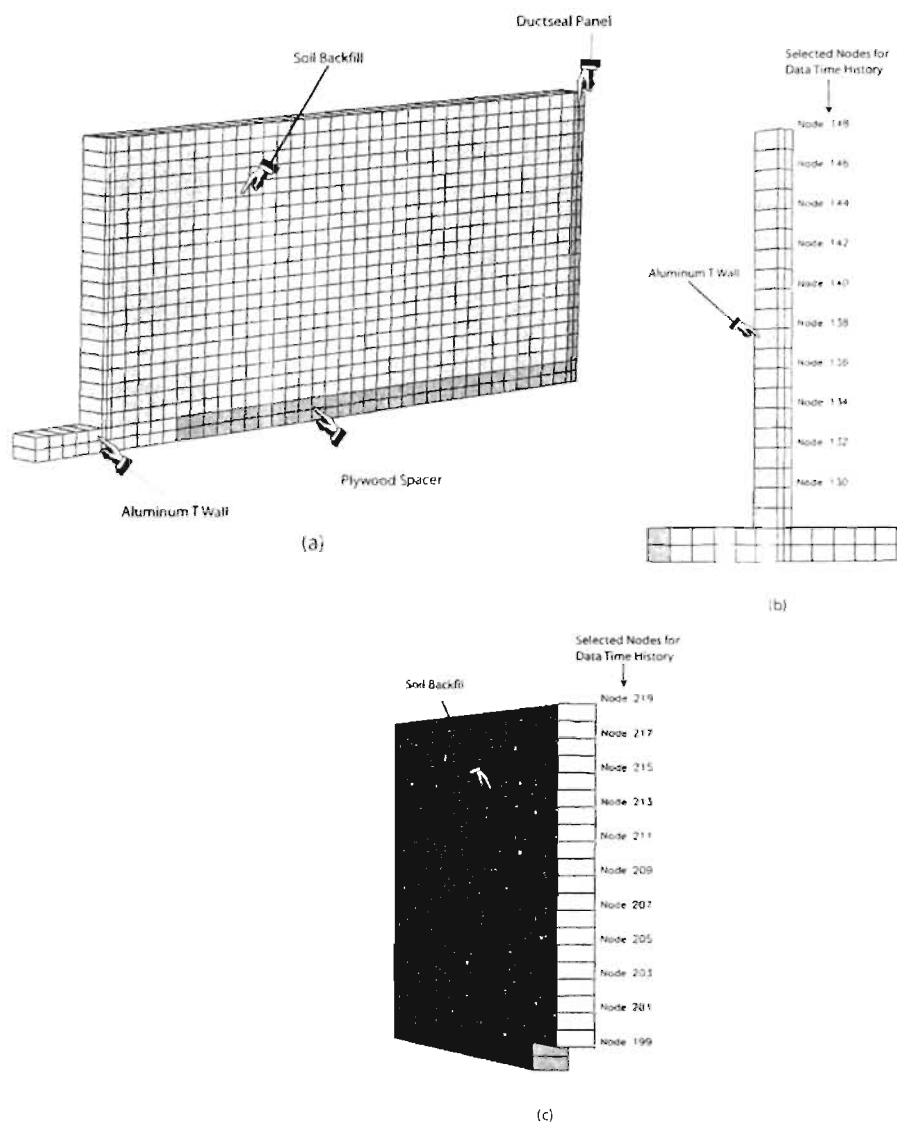 Ductseal Panel
Soil Backfill
Aluminum T Wall
Plywood Spacer
(a)
Selected Nodes for
Data Time History
Node 148
Node 146
Node 144
Node 142
Node 140
Node 138
Node 136
Node 134
Node 132
Node 130
Aluminum T Wall
(b)
Selected Nodes for
Data Time History
Soil Backfil
Node 219
Node 217
Node 215
Node 213
Node 211
Node 209
Node 207
Node 205
Node 203
Node 201
Node 199
(c)